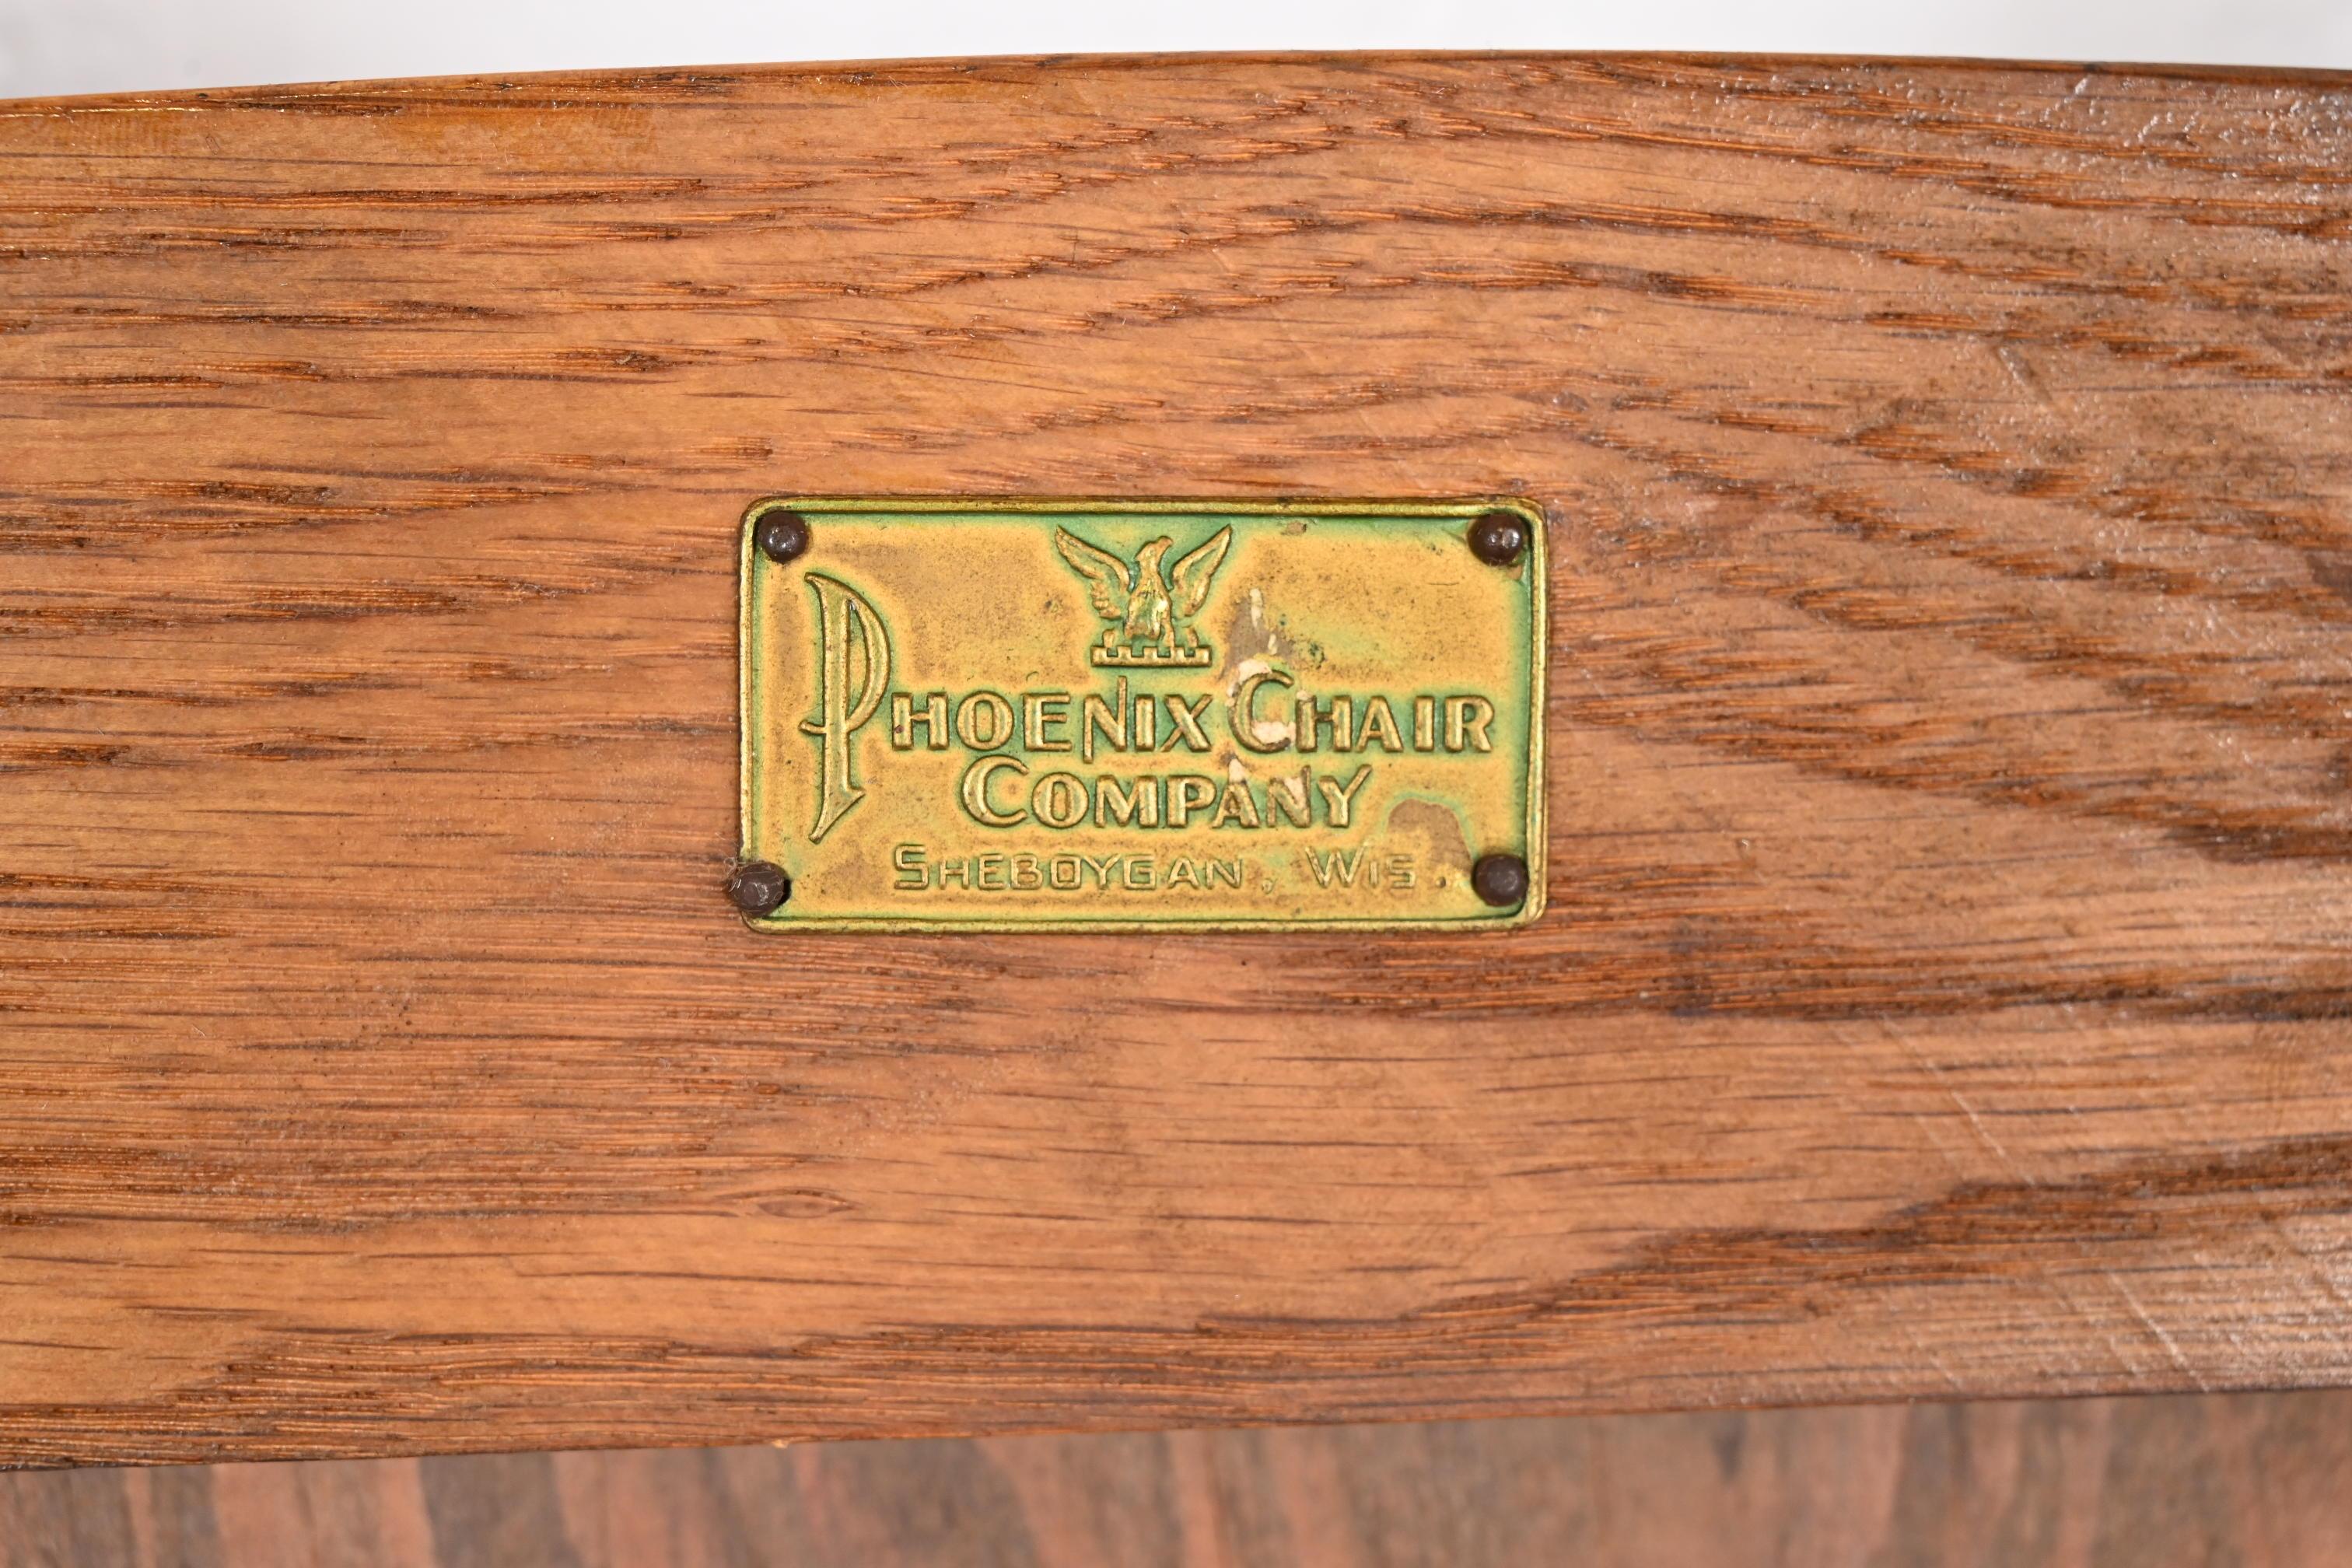 Phoenix Chair
Company
Sheboygan, Wis.